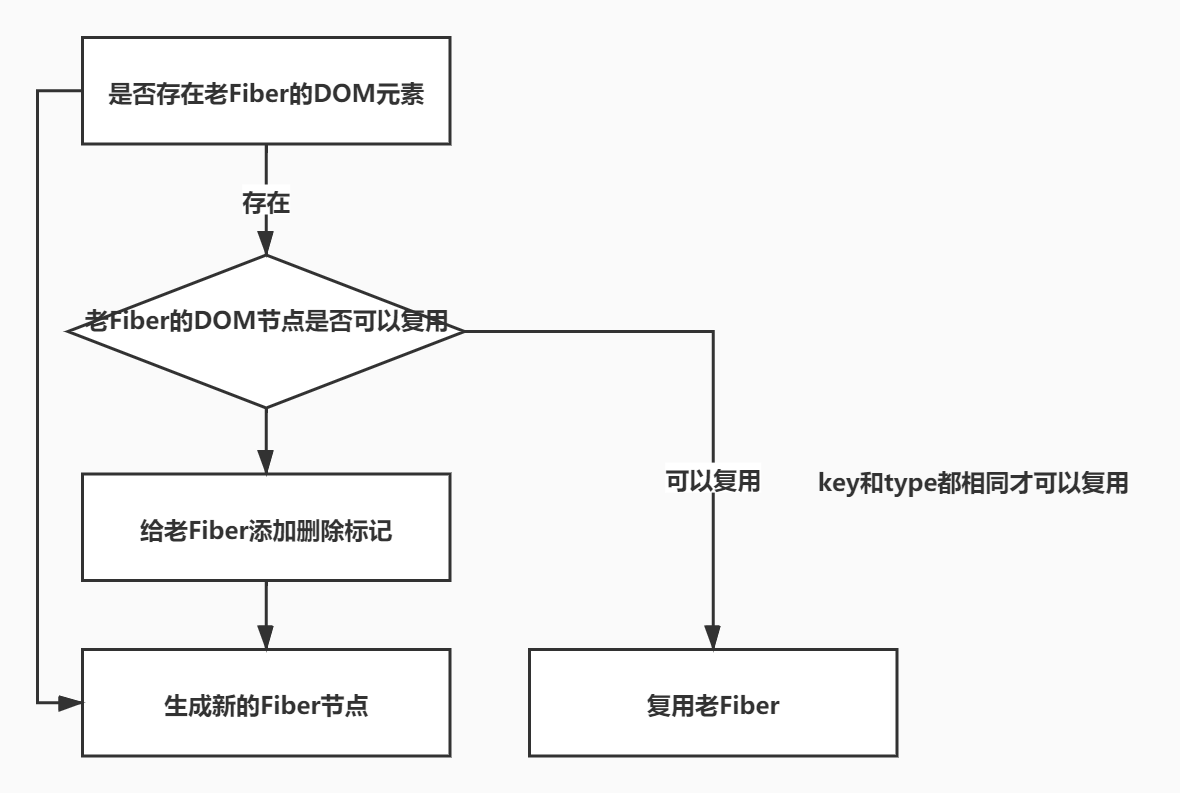 是否存在老Fiber的DOM元素
存在
老Fiber的DOM节点是否可以复用
可以复用
key和type都相同才可以复用
给老Fiber添加删除标记
生成新的Fiber节点
复用老Fiber